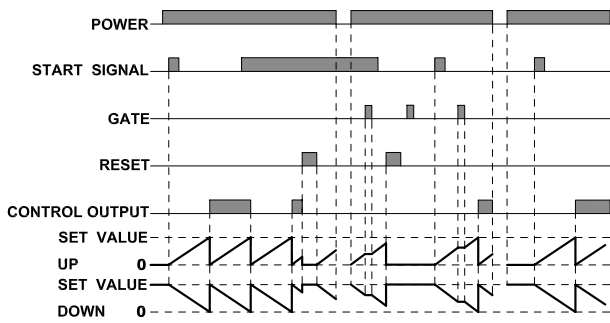 POWER
START SIGNAL
GATE
RESET
CONTROL OUTPUT
SET VALUE
UP 0
SET VALUE
DOWN 0